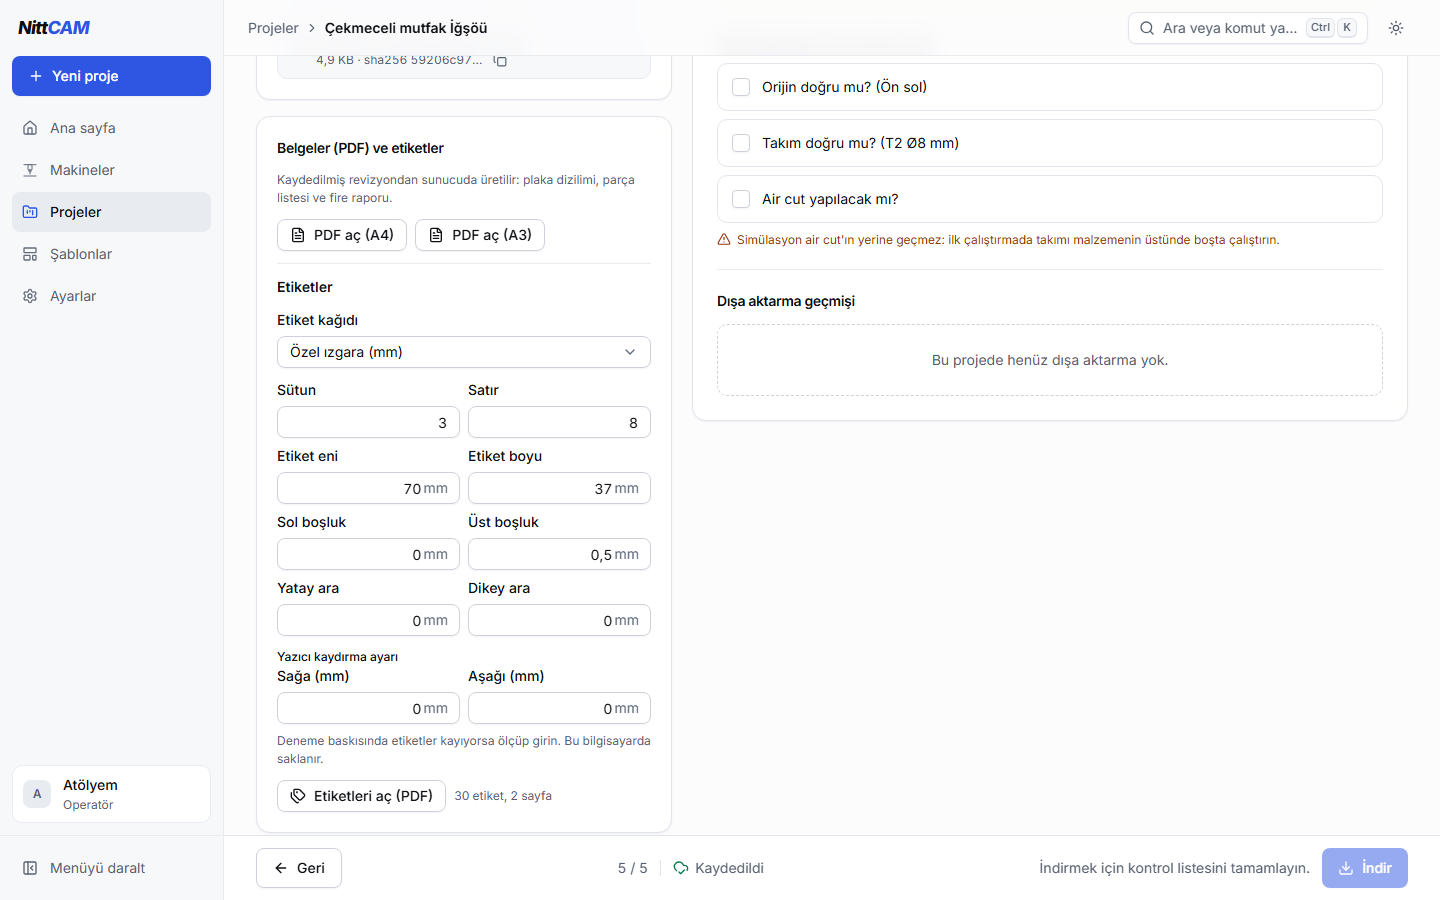 NittCAM
Yeni proje
Ana sayfa
Makineler
Projeler
Şablonlar
Ayarlar
A
Atölyem
Operatör
Menüyü daralt
Projeler > Çekmeceli mutfak İğşöü
Ara veya komut ya... Ctrl K
4,9 KB · sha256 59206c97...
Belgeler (PDF) ve etiketler
Kaydedilmiş revizyondan sunucuda üretilir: plaka dizilimi, parça
listesi ve fire raporu.
PDF aç (A4) PDF aç (A3)
Etiketler
Etiket kağıdı
Özel ızgara (mm)
Sütun Satır
3 8
Etiket eni Etiket boyu
70 mm 37 mm
Sol boşluk Üst boşluk
0 mm 0,5 mm
Yatay ara Dikey ara
0 mm 0 mm
Yazıcı kaydırma ayarı
Sağa (mm) Aşağı (mm)
0 mm 0 mm
Deneme baskısında etiketler kayıyorsa ölçüp girin. Bu bilgisayarda
saklanır.
Etiketleri aç (PDF) 30 etiket, 2 sayfa
Orijin doğru mu? (Ön sol)
Takım doğru mu? (T2 Ø8 mm)
Air cut yapılacak mı?
Simülasyon air cut'ın yerine geçmez: ilk çalıştırmada takımı malzemenin üstünde boşta çalıştırın.
Dışa aktarma geçmişi
Bu projede henüz dışa aktarma yok.
Geri
5 / 5 Kaydedildi
İndirmek için kontrol listesini tamamlayın.
İndir